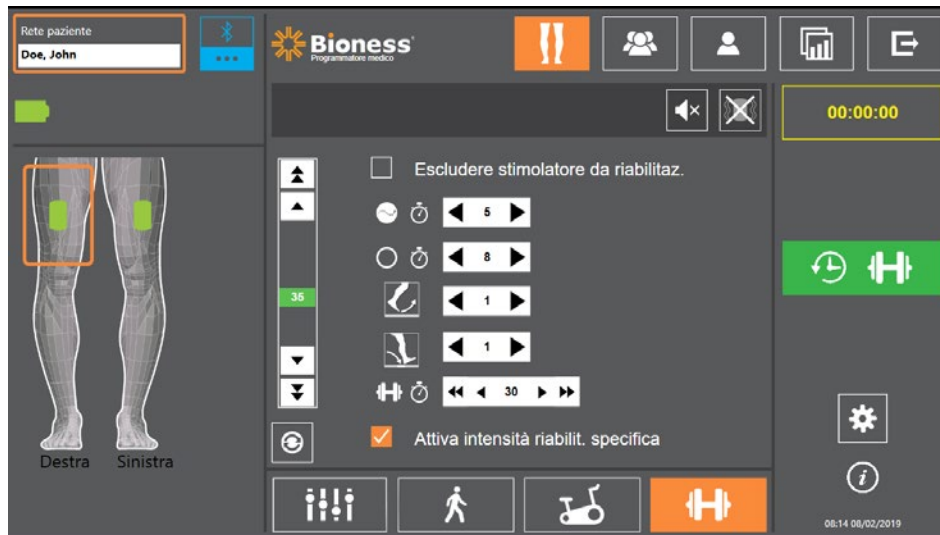 Rete paziente
Doe, John
Bioness
Programmatore medico
00:00:00
Escludere stimolatore da riabilitaz.
5
8
35
1
1
30
Attiva intensità riabilit. specifica
Destra Sinistra
i
08:14 08/02/2019